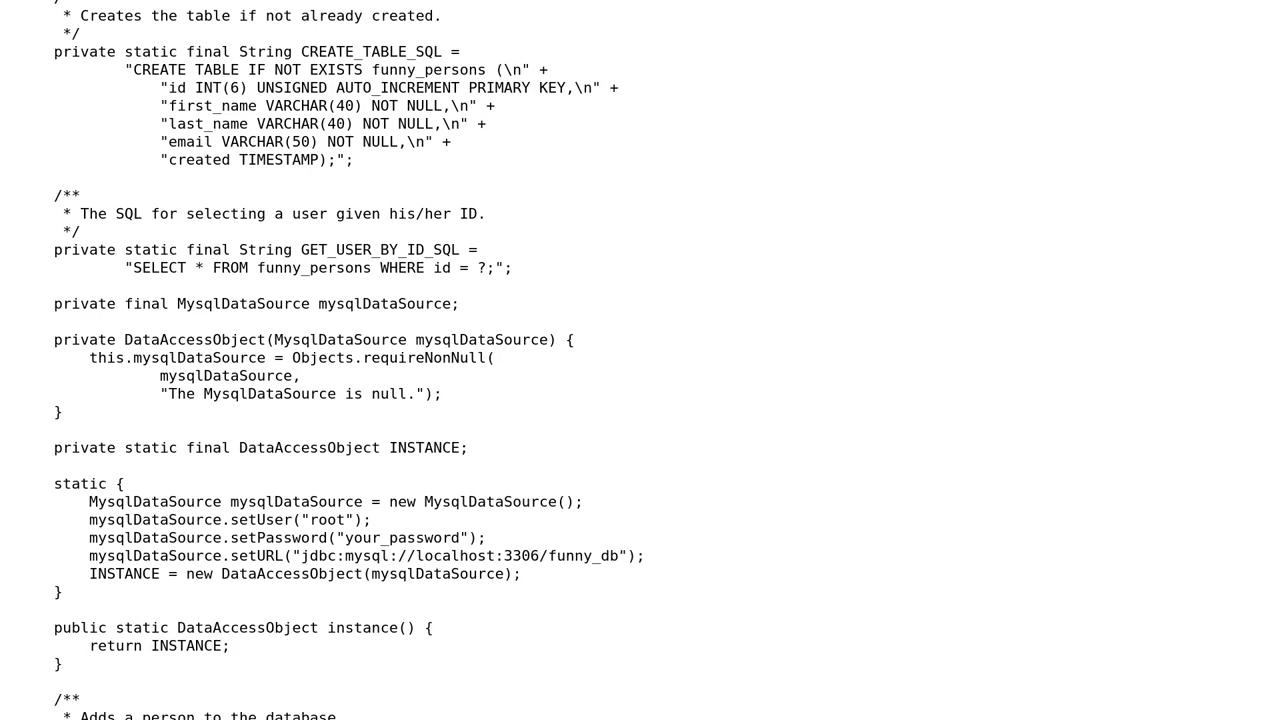 /**
 * Creates the table if not already created.
 */
private static final String CREATE_TABLE_SQL =
        "CREATE TABLE IF NOT EXISTS funny_persons (\n" +
            "id INT(6) UNSIGNED AUTO_INCREMENT PRIMARY KEY,\n" +
            "first_name VARCHAR(40) NOT NULL,\n" +
            "last_name VARCHAR(40) NOT NULL,\n" +
            "email VARCHAR(50) NOT NULL,\n" +
            "created TIMESTAMP);";

/**
 * The SQL for selecting a user given his/her ID.
 */
private static final String GET_USER_BY_ID_SQL =
        "SELECT * FROM funny_persons WHERE id = ?;";

private final MysqlDataSource mysqlDataSource;

private DataAccessObject(MysqlDataSource mysqlDataSource) {
    this.mysqlDataSource = Objects.requireNonNull(
            mysqlDataSource,
            "The MysqlDataSource is null.");
}

private static final DataAccessObject INSTANCE;

static {
    MysqlDataSource mysqlDataSource = new MysqlDataSource();
    mysqlDataSource.setUser("root");
    mysqlDataSource.setPassword("your_password");
    mysqlDataSource.setURL("jdbc:mysql://localhost:3306/funny_db");
    INSTANCE = new DataAccessObject(mysqlDataSource);
}

public static DataAccessObject instance() {
    return INSTANCE;
}

/**
 * Adds a person to the database